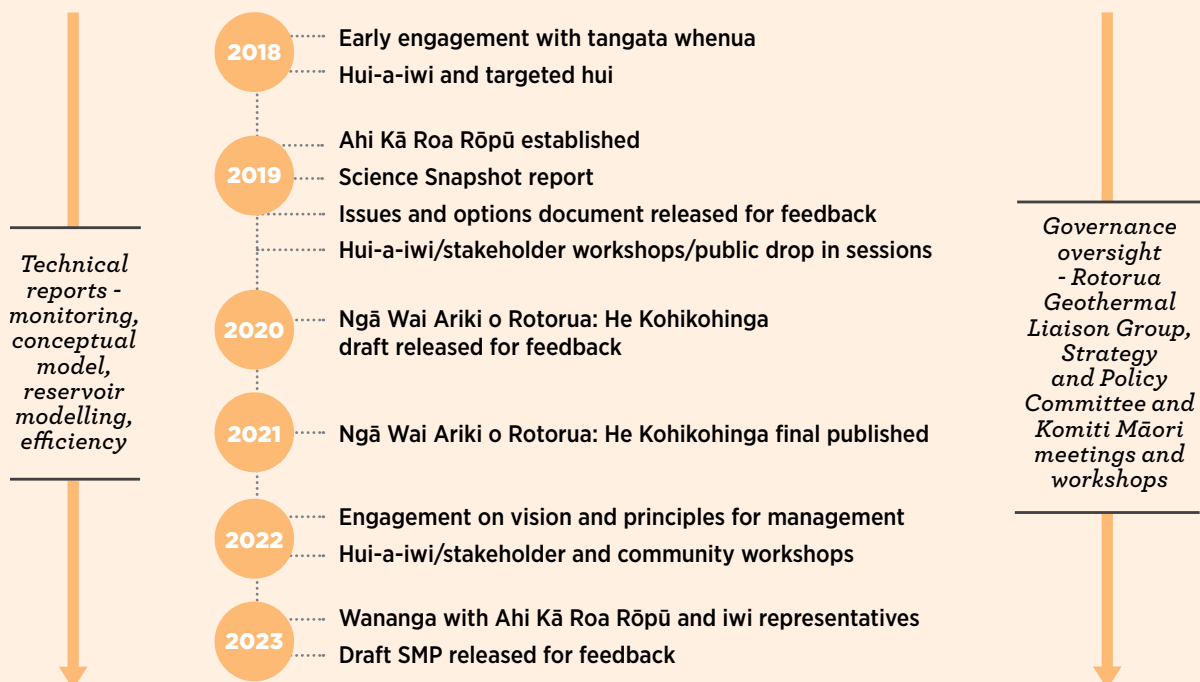 2018
Early engagement with tangata whenua
Hui-a-iwi and targeted hui
2019
Ahi Kā Roa Rōpū established
Science Snapshot report
Issues and options document released for feedback
Hui-a-iwi/stakeholder workshops/public drop in sessions
2020
Ngā Wai Ariki o Rotorua: He Kohikohinga
draft released for feedback
2021
Ngā Wai Ariki o Rotorua: He Kohikohinga final published
2022
Engagement on vision and principles for management
Hui-a-iwi/stakeholder and community workshops
2023
Wananga with Ahi Kā Roa Rōpū and iwi representatives
Draft SMP released for feedback
Technical
reports -
monitoring,
conceptual
model,
reservoir
modelling,
efficiency
Governance
oversight
- Rotorua
Geothermal
Liaison Group,
Strategy
and Policy
Committee and
Komiti Māori
meetings and
workshops